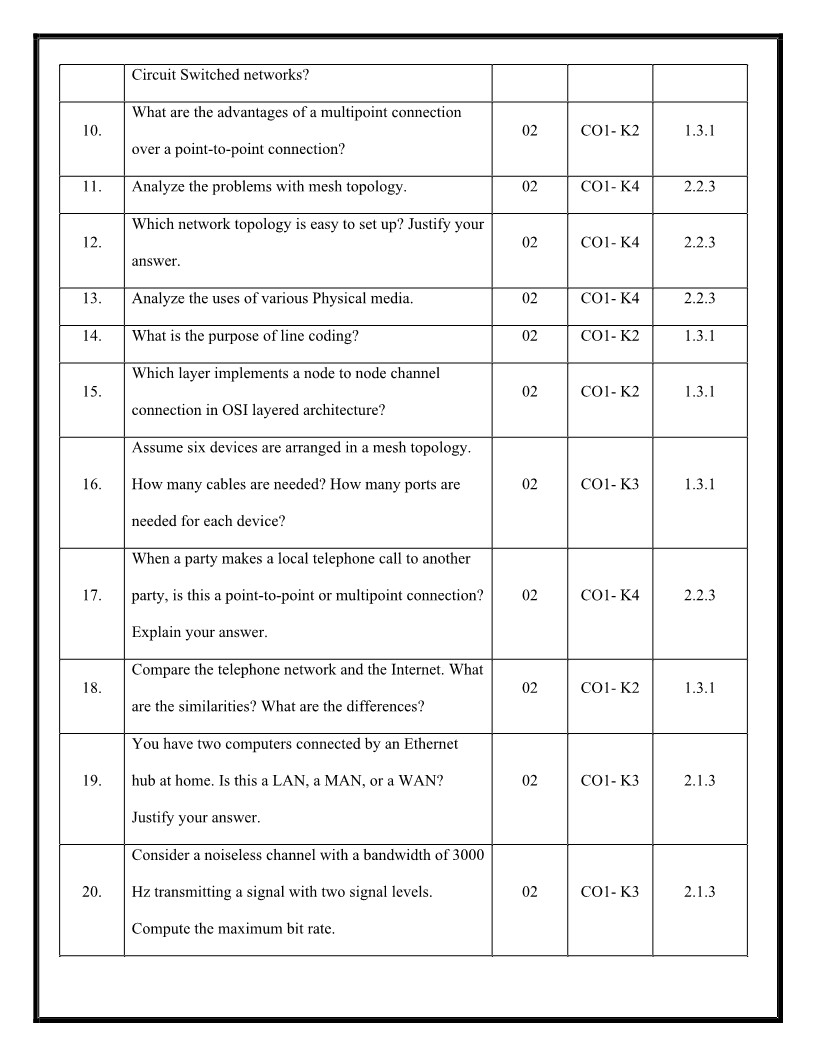 Circuit Switched networks?
10.
What are the advantages of a multipoint connection
over a point-to-point connection?
02
CO1- K2
1.3.1
11.
Analyze the problems with mesh topology.
02
CO1- K4
2.2.3
12.
Which network topology is easy to set up? Justify your
answer.
02
CO1- K4
2.2.3
13.
Analyze the uses of various Physical media.
02
CO1- K4
2.2.3
14.
What is the purpose of line coding?
02
CO1- K2
1.3.1
15.
Which layer implements a node to node channel
connection in OSI layered architecture?
02
CO1- K2
1.3.1
16.
Assume six devices are arranged in a mesh topology.
How many cables are needed? How many ports are
needed for each device?
02
CO1- K3
1.3.1
17.
When a party makes a local telephone call to another
party, is this a point-to-point or multipoint connection?
Explain your answer.
02
CO1- K4
2.2.3
18.
Compare the telephone network and the Internet. What
are the similarities? What are the differences?
02
CO1- K2
1.3.1
19.
You have two computers connected by an Ethernet
hub at home. Is this a LAN, a MAN, or a WAN?
Justify your answer.
02
CO1- K3
2.1.3
20.
Consider a noiseless channel with a bandwidth of 3000
Hz transmitting a signal with two signal levels.
Compute the maximum bit rate.
02
CO1- K3
2.1.3